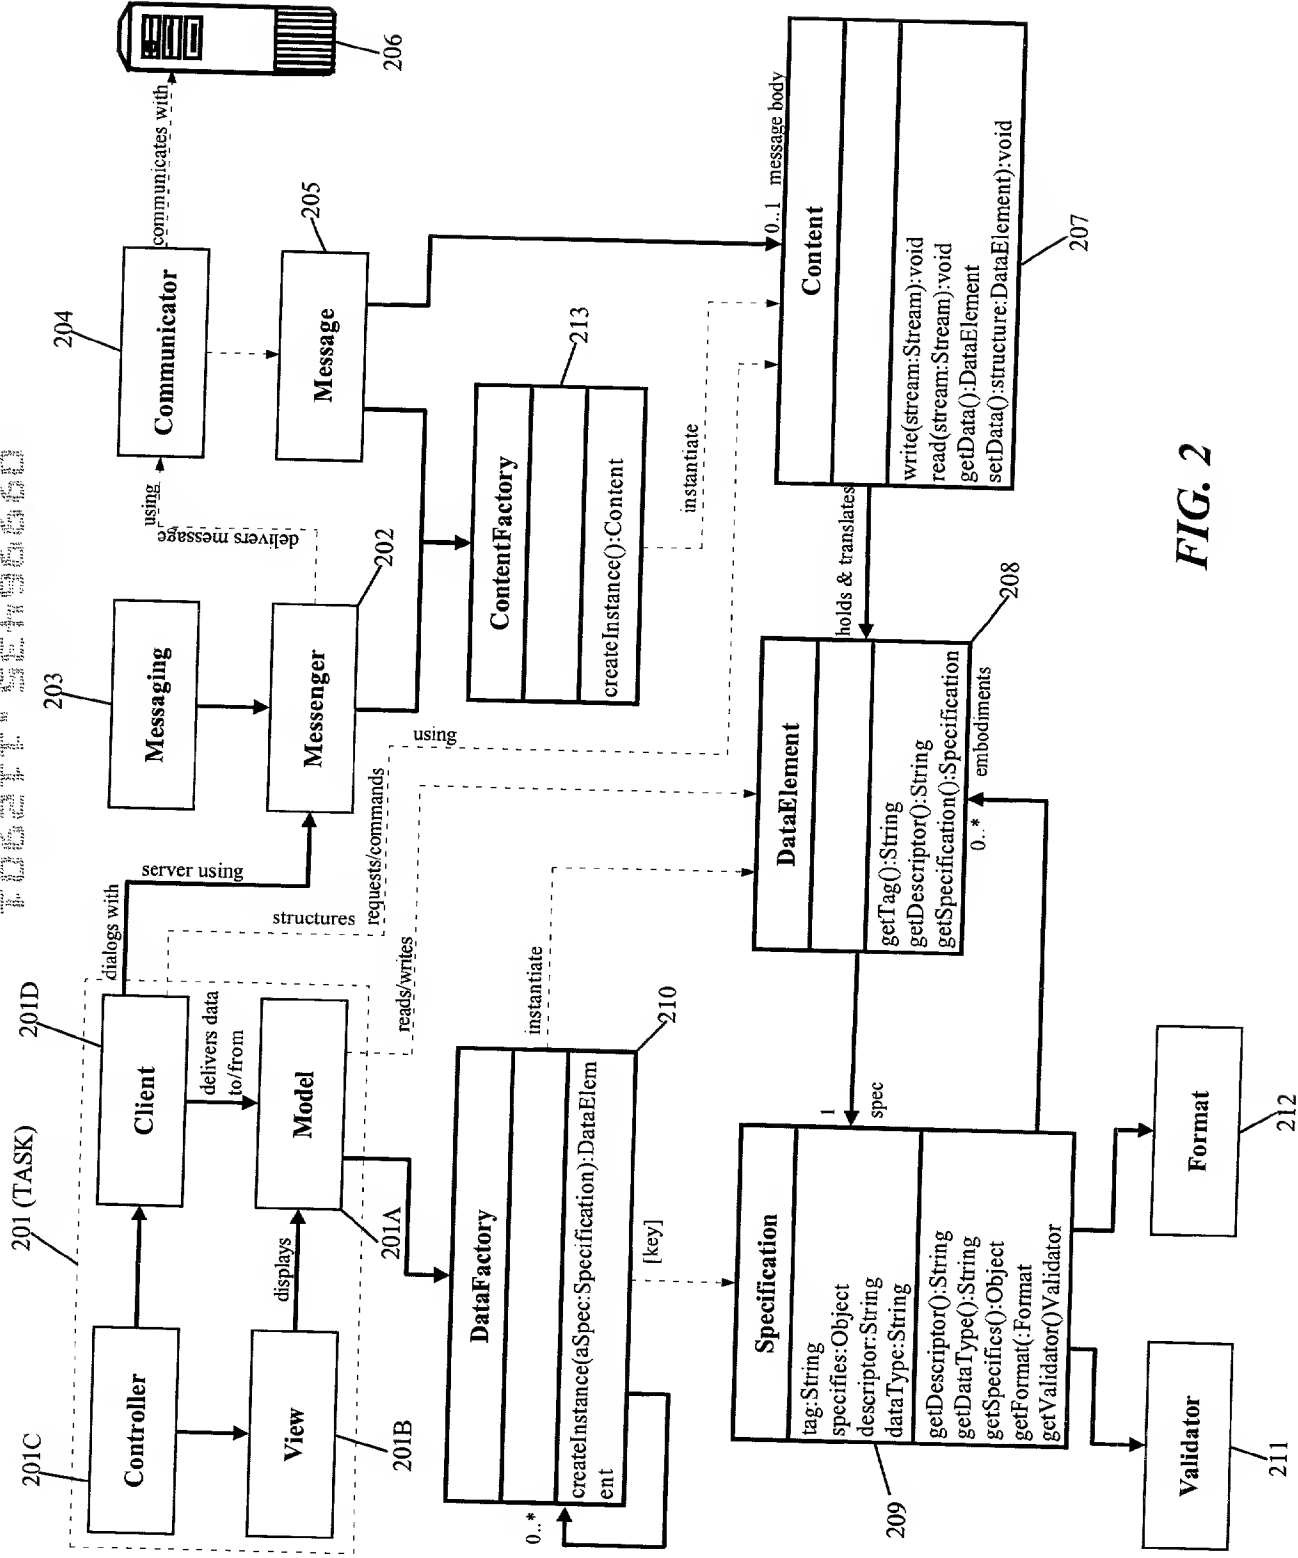 201 (TASK)
201C
Controller
View
201B
displays
201D
Client
delivers data
to/from
Model
201A
dialogs with
server using
structures
requests/commands
using
reads/writes
203
Messaging
Messenger
202
delivers message
using
204
Communicator
communicates with
206
205
Message
213
ContentFactory
createInstance():Content
instantiate
0..1 message body
Content
write(stream:Stream):void
read(stream:Stream):void
getData():DataElement
setData():structure:DataElement):void
207
holds & translates
208
DataElement
getTag():String
getDescriptor():String
getSpecification():Specification
embodiments
0..*
instantiate
210
DataFactory
createInstance(aSpec:Specification):DataElem
ent
0..*
[key]
1
spec
Specification
tag:String
specifies:Object
descriptor:String
dataType:String
getDescriptor():String
getDataType():String
getSpecifics():Object
getFormat(:Format
getValidator()Validator
209
Validator
211
Format
212
FIG. 2